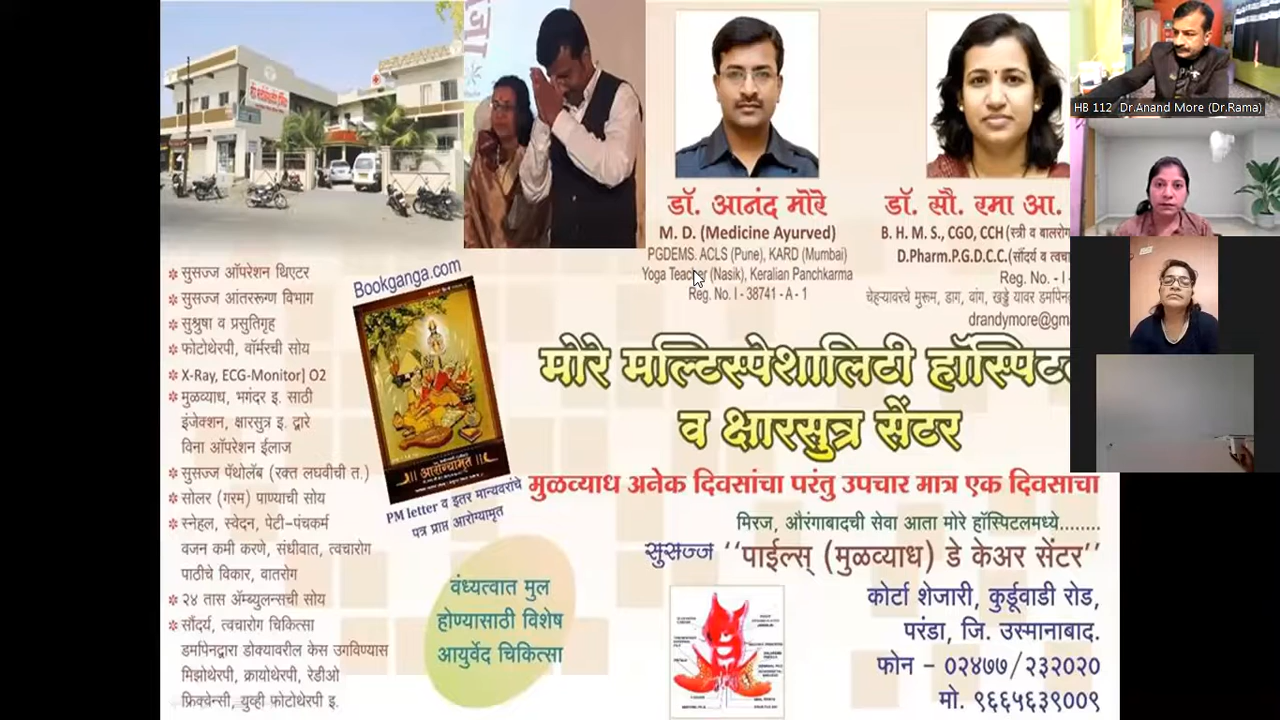 डॉ. आनंद मोरे
M. D. (Medicine Ayurved)
PGDEMS. ACLS (Pune), KARD (Mumbai)
Yoga Teacher (Nasik), Keralian Panchkarma
Reg. No. I - 38741 - A - 1
डॉ. सौ. रमा आ.
B. H. M. S., CGO, CCH (स्त्री व बालरोग
D.Pharm.P.G.D.C.C. (सौंदर्य व त्वचा
Reg. No. - I -
चेहऱ्यावरचे मुरूम, डाग, वांग, खड्डे यावर डमपिन
drandymore@gm
HB 112 Dr.Anand More (Dr.Rama)
सुसज्ज ऑपरेशन थिएटर
सुसज्ज आंतररूग्ण विभाग
सुश्रुषा व प्रसुतिगृह
फोटोथेरपी, वॉर्मरची सोय
X-Ray, ECG-Monitor] O2
मुळव्याध, भगंदर इ. साठी
इंजेक्शन, क्षारसुत्र इ. द्वारे
विना ऑपरेशन ईलाज
सुसज्ज पॅथोलॅब (रक्त लघवीची त.)
सोलर (गरम) पाण्याची सोय
स्नेहल, स्वेदन, पेटी-पंचकर्म
वजन कमी करणे, संधीवात, त्वचारोग
पाठीचे विकार, वातरोग
२४ तास ॲम्ब्युलन्सची सोय
सौंदर्य, त्वचारोग चिकित्सा
डमपिनद्वारा डोक्यावरील केस उगविण्यास
मिझोथेरपी, क्रायोथेरपी, रेडीओ
फ्रिक्वेन्सी, युव्ही फोटोथेरपी इ.
Bookganga.com
॥ आरोग्यामृत ॥
PM letter व इतर मान्यवरांचे
पत्र प्राप्त आरोग्यामृत
वंध्यत्वात मुल
होण्यासाठी विशेष
आयुर्वेद चिकित्सा
मोरे मल्टिस्पेशालिटी हॉस्पिट
व क्षारसुत्र सेंटर
मुळव्याध अनेक दिवसांचा परंतु उपचार मात्र एक दिवसाचा
मिरज, औरंगाबादची सेवा आता मोरे हॉस्पिटलमध्ये........
सुसज्ज ‘‘पाईल्स् (मुळव्याध) डे केअर सेंटर’’
कोर्टा शेजारी, कुर्डूवाडी रोड,
परंडा, जि. उस्मानाबाद.
फोन - ०२४७७/२३२०२०
मो. ९६६५६३९००९